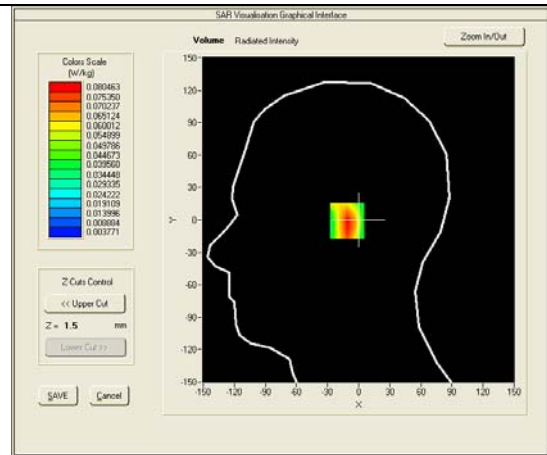 SAR Visualisation Graphical Interface
Volume Radiated Intensity
Zoom In/Out
Colors Scale
(W/kg)
0.080463
0.075350
0.070237
0.065124
0.060012
0.054899
0.049786
0.044673
0.039560
0.034448
0.029335
0.024222
0.019109
0.013996
0.008884
0.003771
Z Cuts Control
<< Upper Cut
Z = 1.5 mm
Lower Cut >>
SAVE
Cancel
150
120
90
60
30
0
-30
-60
-90
-120
-150
Y
-150 -120 -90 -60 -30 0 30 60 90 120 150
X